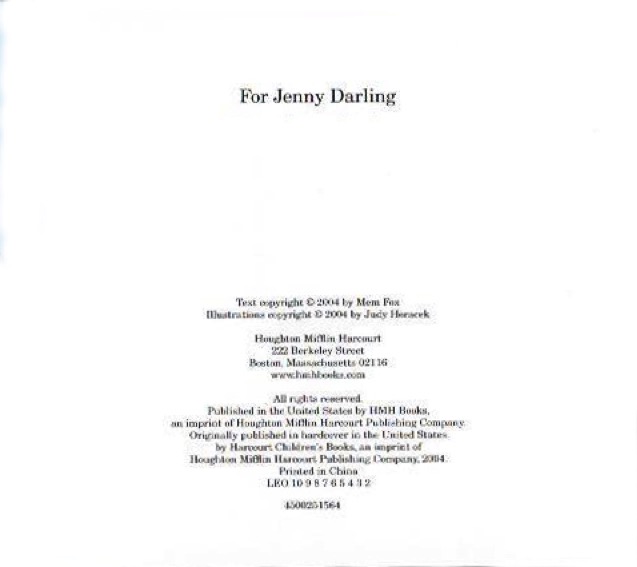 For Jenny Darling
Text copyright © 2004 by Mem Fox
Illustrations copyright © 2004 by Judy Horacek
Houghton Mifflin Harcourt
222 Berkeley Street
Boston, Massachusetts 02116
www.hmhbooks.com
All rights reserved.
Published in the United States by HMH Books,
an imprint of Houghton Mifflin Harcourt Publishing Company.
Originally published in hardcover in the United States
by Harcourt Children's Books, an imprint of
Houghton Mifflin Harcourt Publishing Company, 2004.
Printed in China
LEO 10 9 8 7 6 5 4 3 2
4500251564